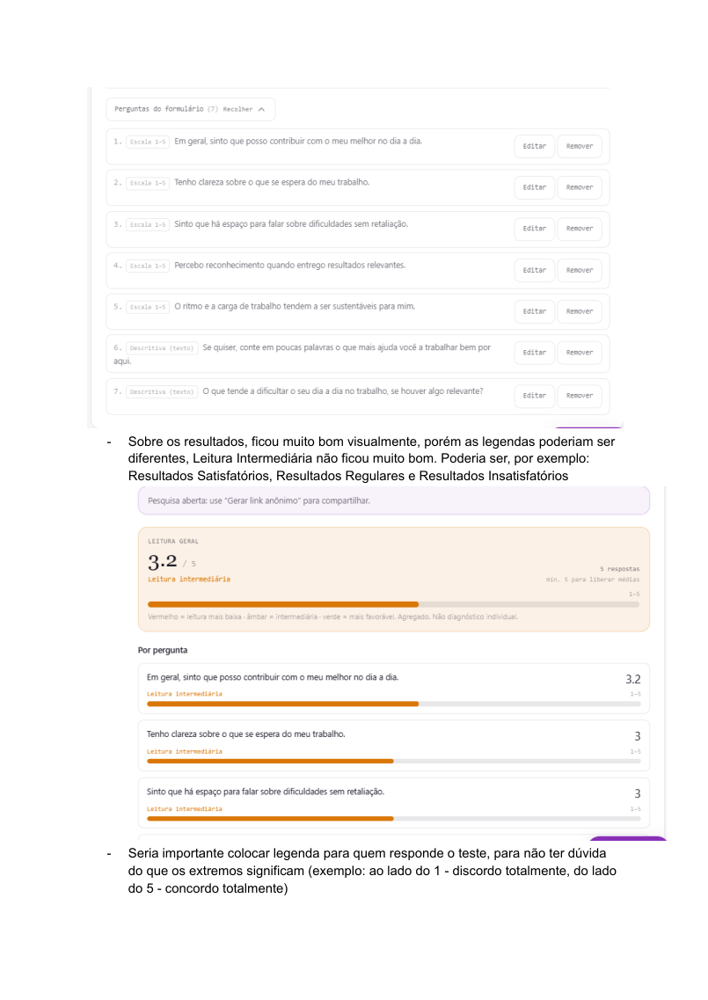 Perguntas do formulário (7) Recolher
1. Escala 1–5 Em geral, sinto que posso contribuir com o meu melhor no dia a dia. Editar Remover
2. Escala 1–5 Tenho clareza sobre o que se espera do meu trabalho. Editar Remover
3. Escala 1–5 Sinto que há espaço para falar sobre dificuldades sem retaliação. Editar Remover
4. Escala 1–5 Percebo reconhecimento quando entrego resultados relevantes. Editar Remover
5. Escala 1–5 O ritmo e a carga de trabalho tendem a ser sustentáveis para mim. Editar Remover
6. Descritiva (texto) Se quiser, conte em poucas palavras o que mais ajuda você a trabalhar bem por
aqui. Editar Remover
7. Descritiva (texto) O que tende a dificultar o seu dia a dia no trabalho, se houver algo relevante? Editar Remover
- Sobre os resultados, ficou muito bom visualmente, porém as legendas poderiam ser
diferentes, Leitura Intermediária não ficou muito bom. Poderia ser, por exemplo:
Resultados Satisfatórios, Resultados Regulares e Resultados Insatisfatórios
Pesquisa aberta: use “Gerar link anônimo” para compartilhar.
LEITURA GERAL
3.2 / 5
5 respostas
Leitura intermediária
mín. 5 para liberar médias
1–5
Vermelho = leitura mais baixa · âmbar = intermediária · verde = mais favorável. Agregado. Não diagnóstico individual.
Por pergunta
Em geral, sinto que posso contribuir com o meu melhor no dia a dia. 3.2
Leitura intermediária 1–5
Tenho clareza sobre o que se espera do meu trabalho. 3
Leitura intermediária 1–5
Sinto que há espaço para falar sobre dificuldades sem retaliação. 3
Leitura intermediária 1–5
- Seria importante colocar legenda para quem responde o teste, para não ter dúvida
do que os extremos significam (exemplo: ao lado do 1 - discordo totalmente, do lado
do 5 - concordo totalmente)